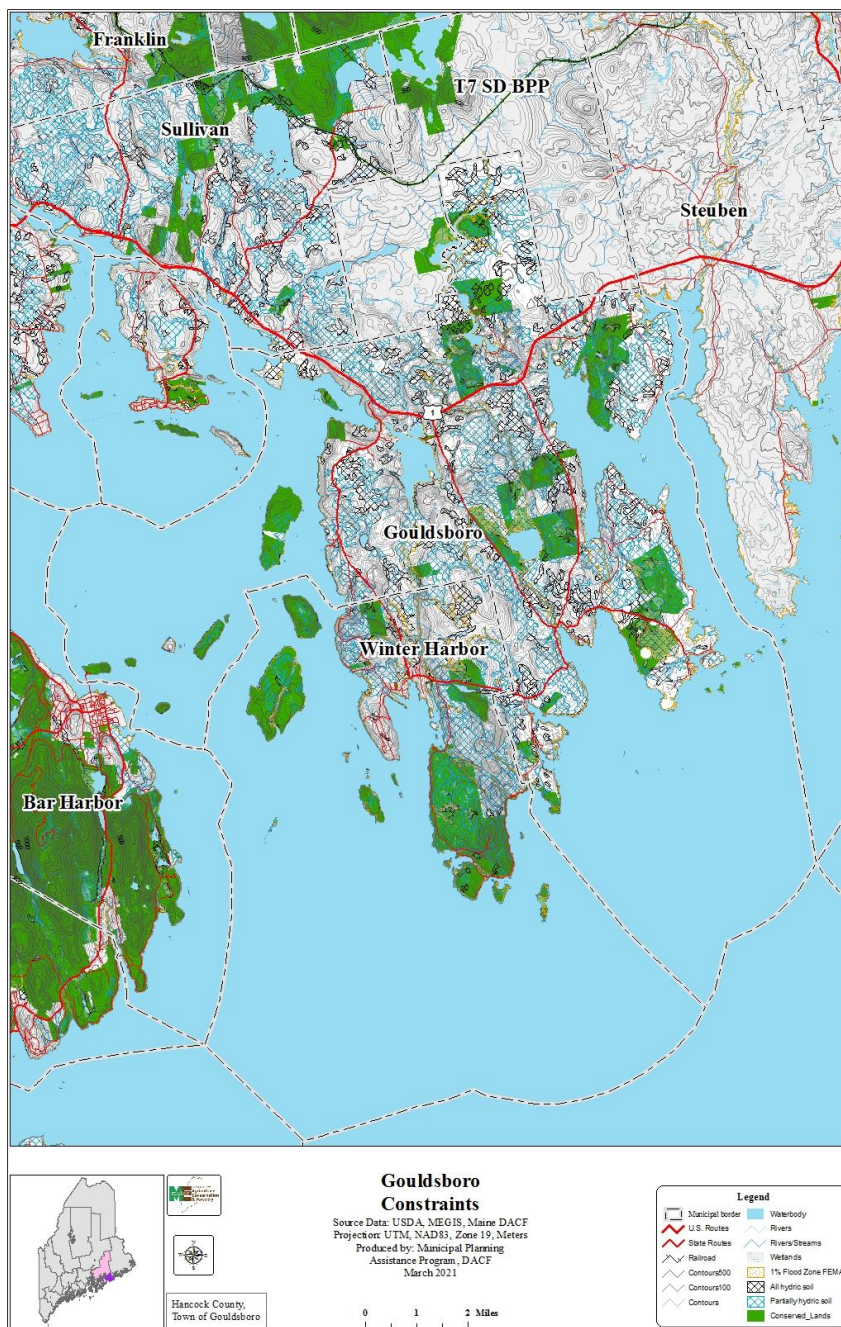 Franklin
T7 SD BPP
Sullivan
Steuben
1
Gouldsboro
Winter Harbor
Bar Harbor
Gouldsboro
Constraints
Source Data: USDA, MEGIS, Maine DACF
Projection: UTM, NAD83, Zone 19, Meters
Produced by: Municipal Planning
Assistance Program, DACF
March 2021
0 1 2 Miles
Hancock County,
Town of Gouldsboro
Legend
Municipal border
U.S. Routes
State Routes
Railroad
Contours500
Contours100
Contours
Waterbody
Rivers
Rivers/Streams
Wetlands
1% Flood Zone FEMA
All hydric soil
Partially hydric soil
Conserved_Lands